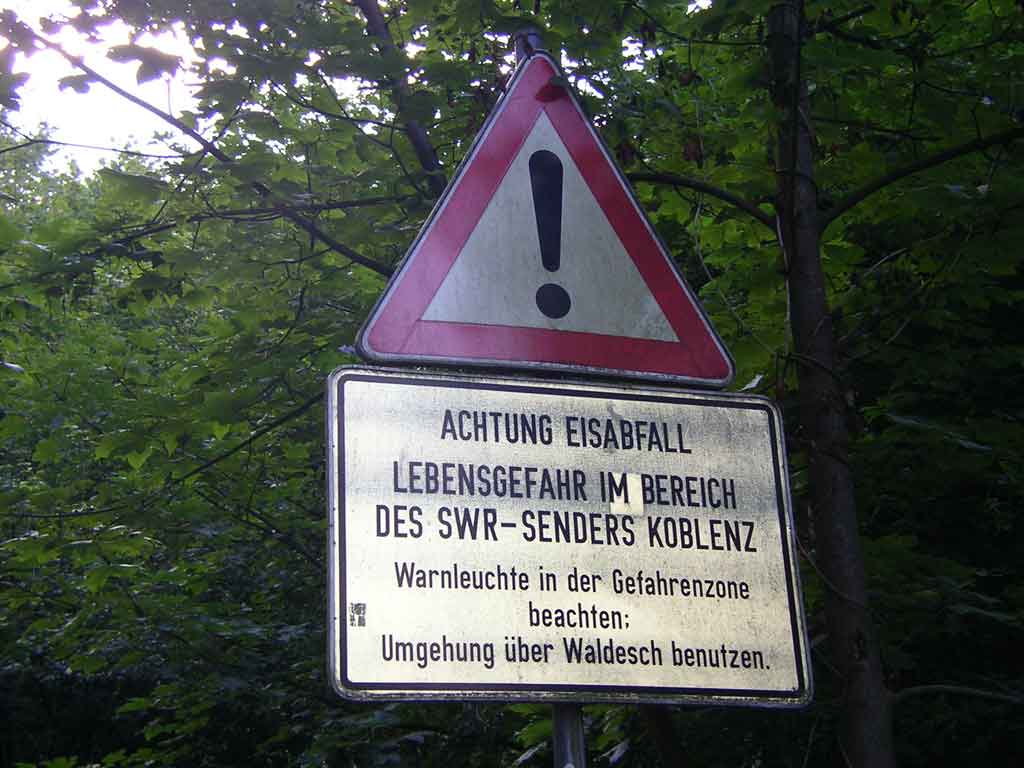 ACHTUNG EISABFALL
LEBENSGEFAHR IM BEREICH
DES SWR-SENDERS KOBLENZ
Warnleuchte in der Gefahrenzone
beachten;
Umgehung über Waldesch benutzen.